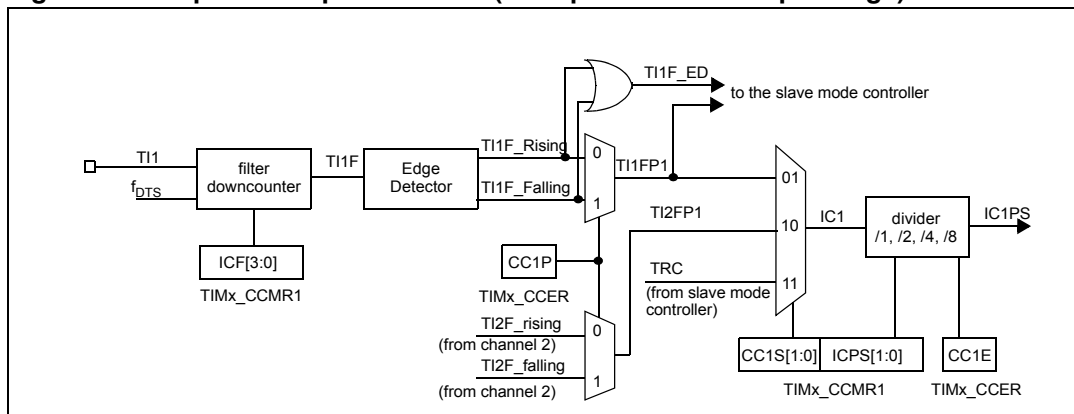 TI1F_ED
to the slave mode controller
TI1
f_DTS
filter
downcounter
TI1F
Edge
Detector
TI1F_Rising
TI1F_Falling
0
1
TI1FP1
TI2FP1
01
10
11
IC1
divider
/1, /2, /4, /8
IC1PS
ICF[3:0]
TIMx_CCMR1
CC1P
TIMx_CCER
TRC
(from slave mode
controller)
TI2F_rising
(from channel 2)
0
TI2F_falling
1
(from channel 2)
CC1S[1:0]
ICPS[1:0]
CC1E
TIMx_CCMR1
TIMx_CCER